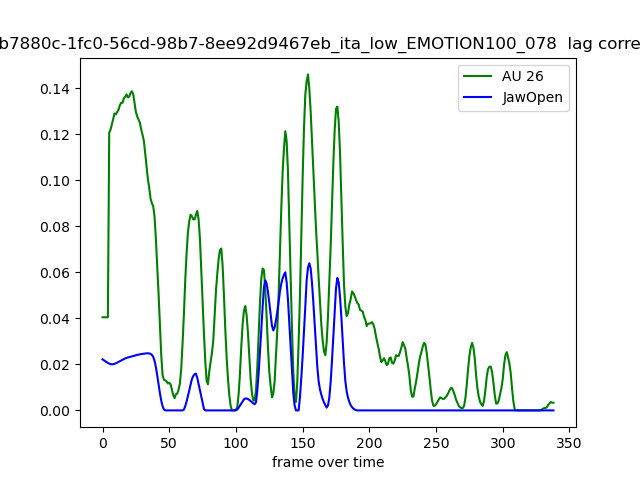 b7880c-1fc0-56cd-98b7-8ee92d9467eb_ita_low_EMOTION100_078 lag corre
AU 26
JawOpen
0.14
0.12
0.10
0.08
0.06
0.04
0.02
0.00
0 50 100 150 200 250 300 350
frame over time